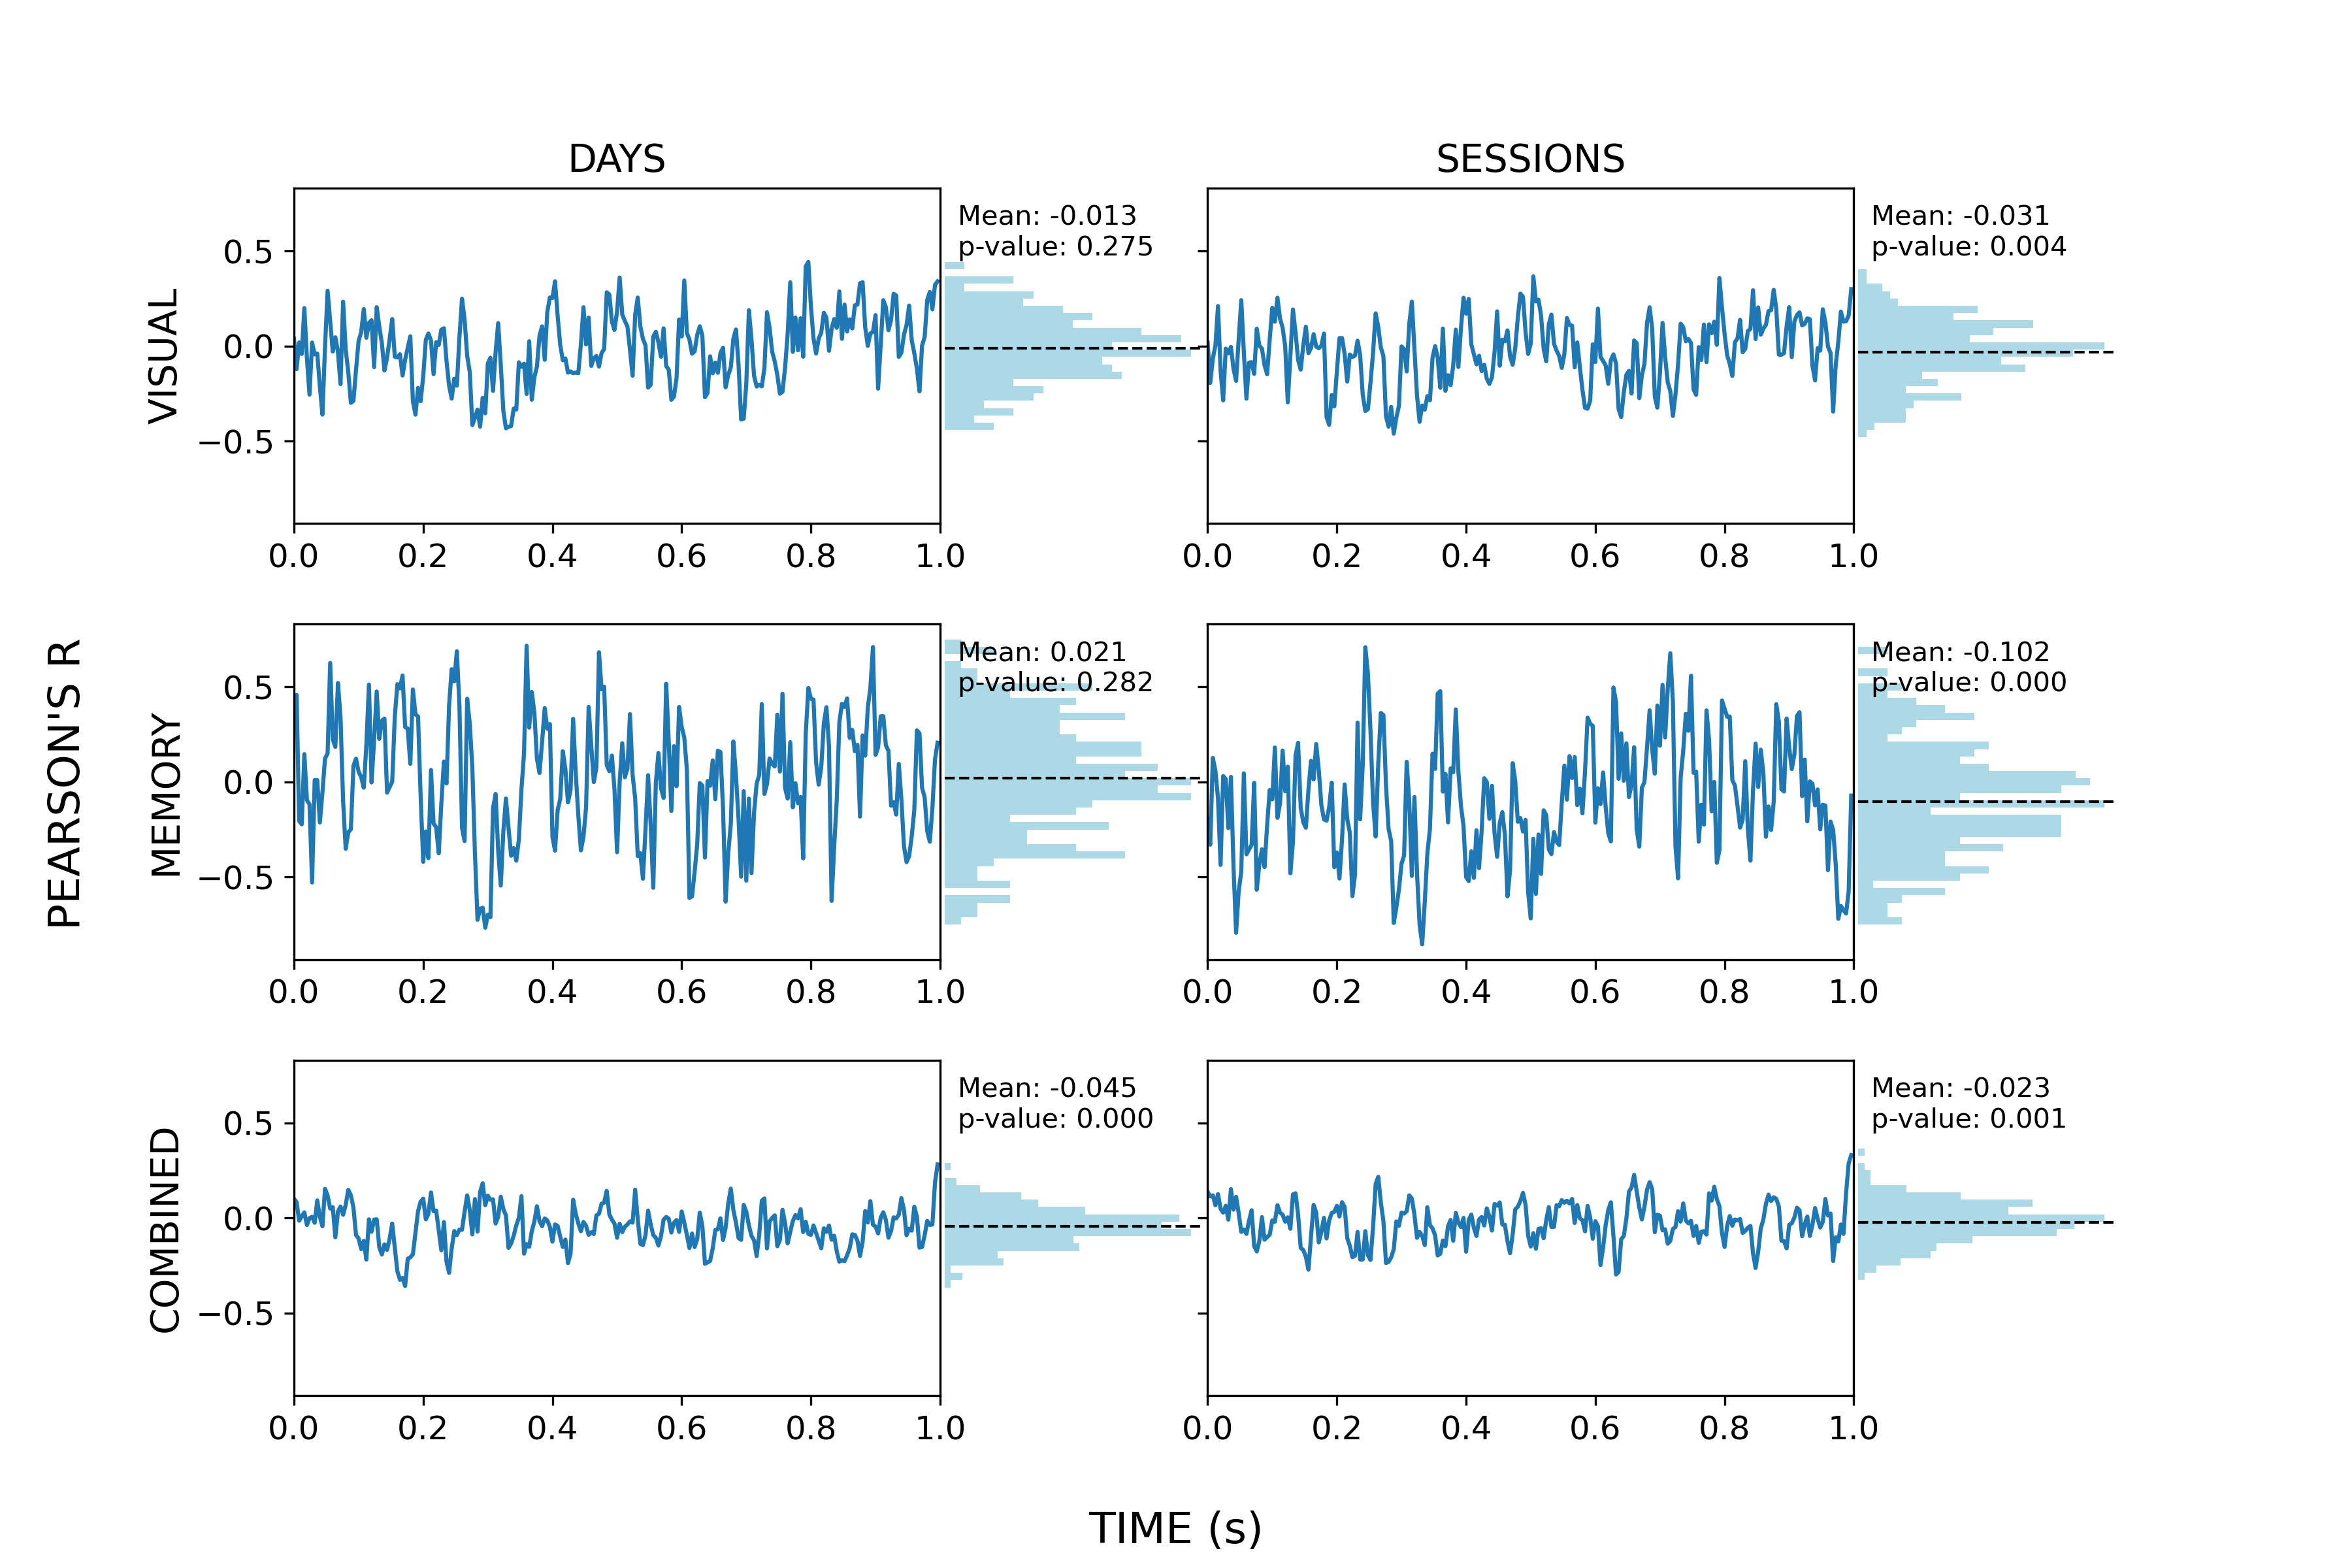 DAYS
SESSIONS
PEARSON'S R
VISUAL
0.5
0.0
−0.5
Mean: -0.013
p-value: 0.275
0.0 0.2 0.4 0.6 0.8 1.0
Mean: -0.031
p-value: 0.004
0.0 0.2 0.4 0.6 0.8 1.0
MEMORY
0.5
0.0
−0.5
Mean: 0.021
p-value: 0.282
0.0 0.2 0.4 0.6 0.8 1.0
Mean: -0.102
p-value: 0.000
0.0 0.2 0.4 0.6 0.8 1.0
COMBINED
0.5
0.0
−0.5
Mean: -0.045
p-value: 0.000
0.0 0.2 0.4 0.6 0.8 1.0
Mean: -0.023
p-value: 0.001
0.0 0.2 0.4 0.6 0.8 1.0
TIME (s)